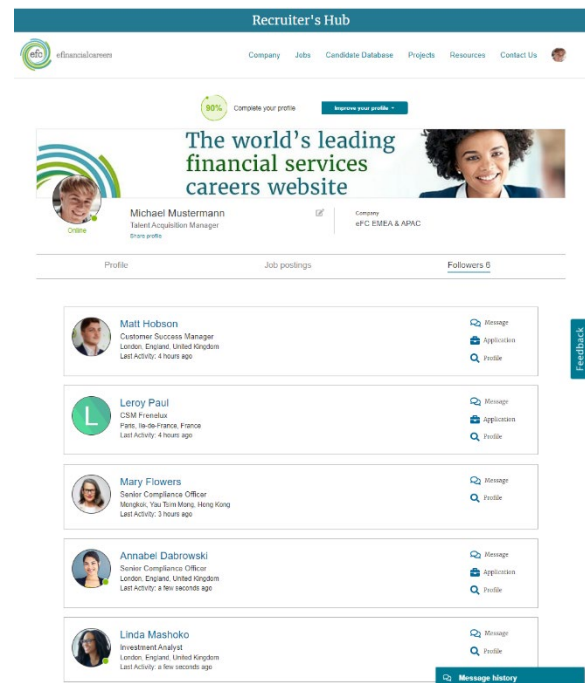 Recruiter's Hub
efc efinancialcareers
Company Jobs Candidate Database Projects Resources Contact Us
90% Complete your profile Improve your profile
The world's leading
financial services
careers website
Online
Michael Mustermann
Talent Acquisition Manager
Share profile
Company
eFC EMEA & APAC
Profile Job postings Followers 6
Feedback
Matt Hobson
Customer Success Manager
London, England, United Kingdom
Last Activity: 4 hours ago
Message
Application
Profile
L
Leroy Paul
CSM Frenelux
Paris, Ile-de-France, France
Last Activity: 4 hours ago
Message
Application
Profile
Mary Flowers
Senior Compliance Officer
Mongkok, Yau Tsim Mong, Hong Kong
Last Activity: 3 hours ago
Message
Profile
Annabel Dabrowski
Senior Compliance Officer
London, England, United Kingdom
Last Activity: a few seconds ago
Message
Application
Profile
Linda Mashoko
Investment Analyst
London, England, United Kingdom
Last Activity: a few seconds ago
Message
Profile
Message history